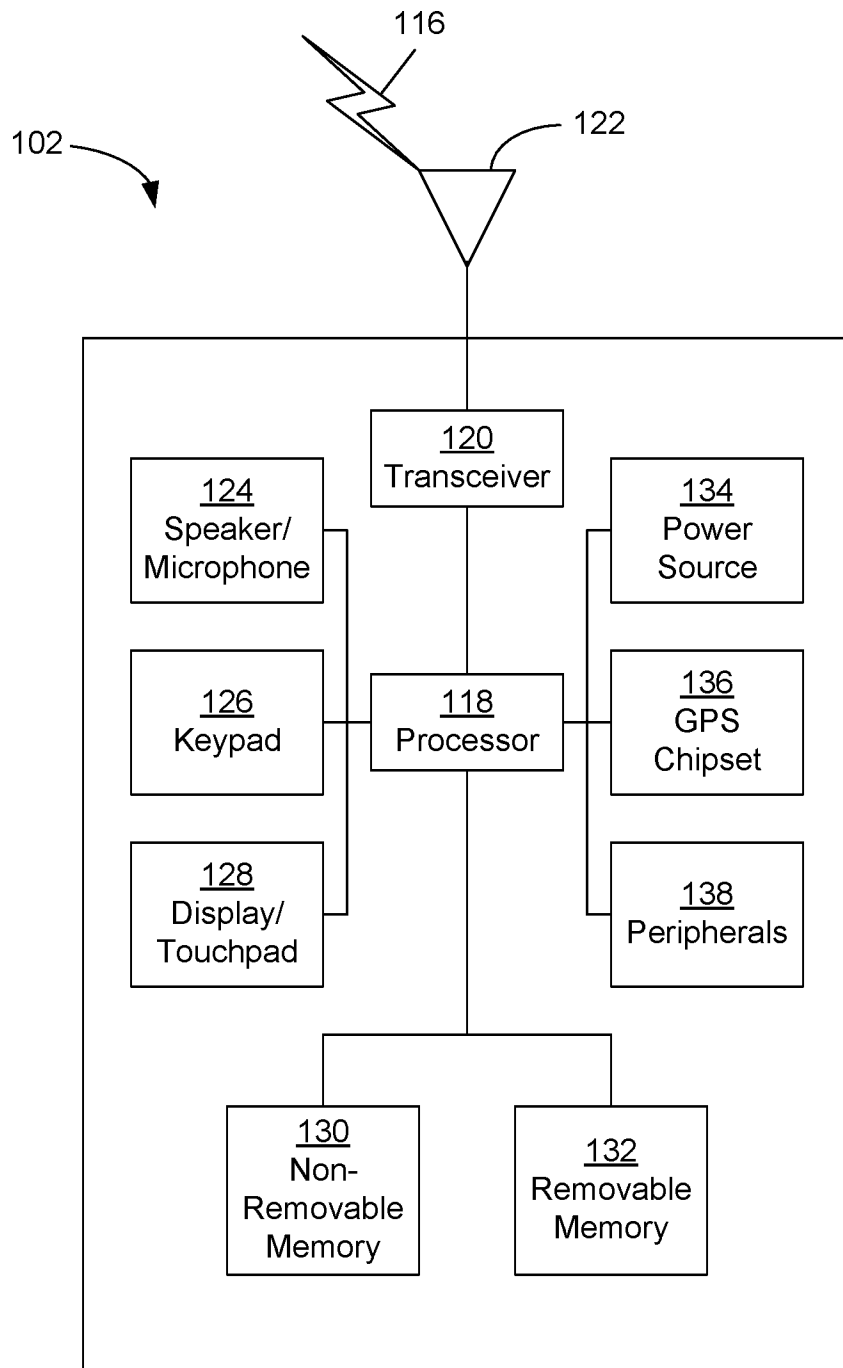 116
122
102
120
Transceiver
124
Speaker/
Microphone
134
Power
Source
126
Keypad
118
Processor
136
GPS
Chipset
128
Display/
Touchpad
138
Peripherals
130
Non-
Removable
Memory
132
Removable
Memory